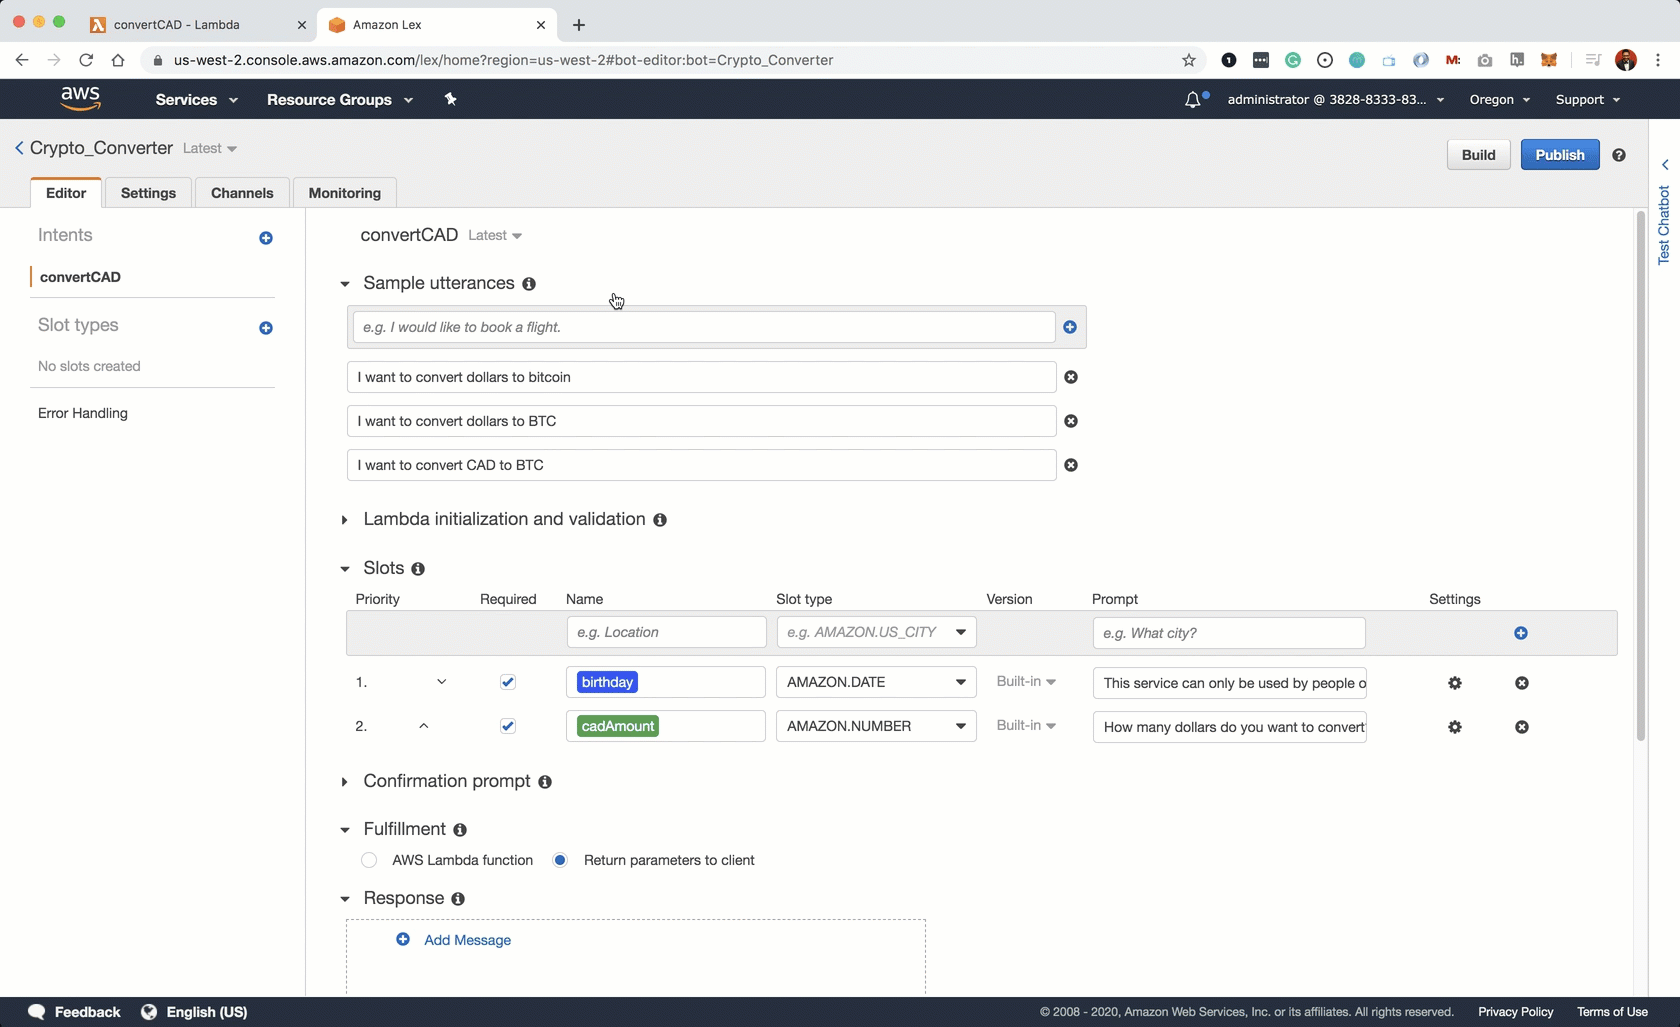 convertCAD - Lambda
Amazon Lex
us-west-2.console.aws.amazon.com/lex/home?region=us-west-2#bot-editor:bot=Crypto_Converter
aws
Services
Resource Groups
administrator @ 3828-8333-83...
Oregon
Support
Crypto_Converter
Latest
Build
Publish
Editor
Settings
Channels
Monitoring
Test Chatbot
Intents
convertCAD
Slot types
No slots created
Error Handling
convertCAD Latest
Sample utterances
e.g. I would like to book a flight.
I want to convert dollars to bitcoin
I want to convert dollars to BTC
I want to convert CAD to BTC
Lambda initialization and validation
Slots
Priority Required Name Slot type Version Prompt Settings
e.g. Location e.g. AMAZON.US_CITY e.g. What city?
1. birthday AMAZON.DATE Built-in This service can only be used by people o
2. cadAmount AMAZON.NUMBER Built-in How many dollars do you want to convert
Confirmation prompt
Fulfillment
AWS Lambda function Return parameters to client
Response
Add Message
Feedback English (US) © 2008 - 2020, Amazon Web Services, Inc. or its affiliates. All rights reserved. Privacy Policy Terms of Use